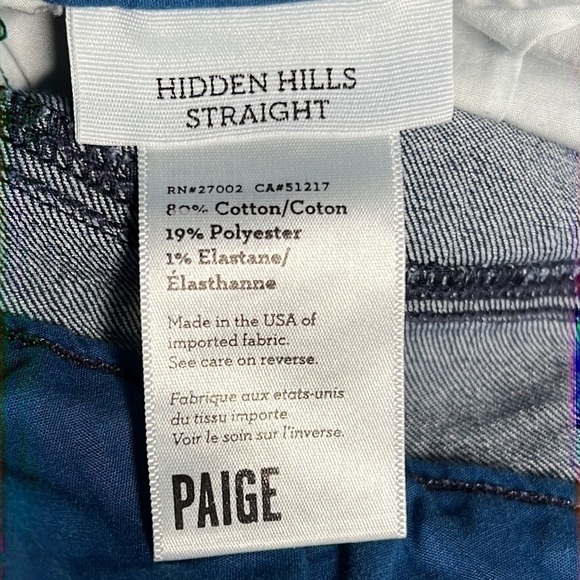 HIDDEN HILLS
STRAIGHT
RN#27002 CA#51217
80% Cotton/Coton
19% Polyester
1% Elastane/
Élasthanne
Made in the USA of
imported fabric.
See care on reverse.
Fabrique aux etats-unis
du tissu importe
Voir le soin sur l'inverse.
PAIGE